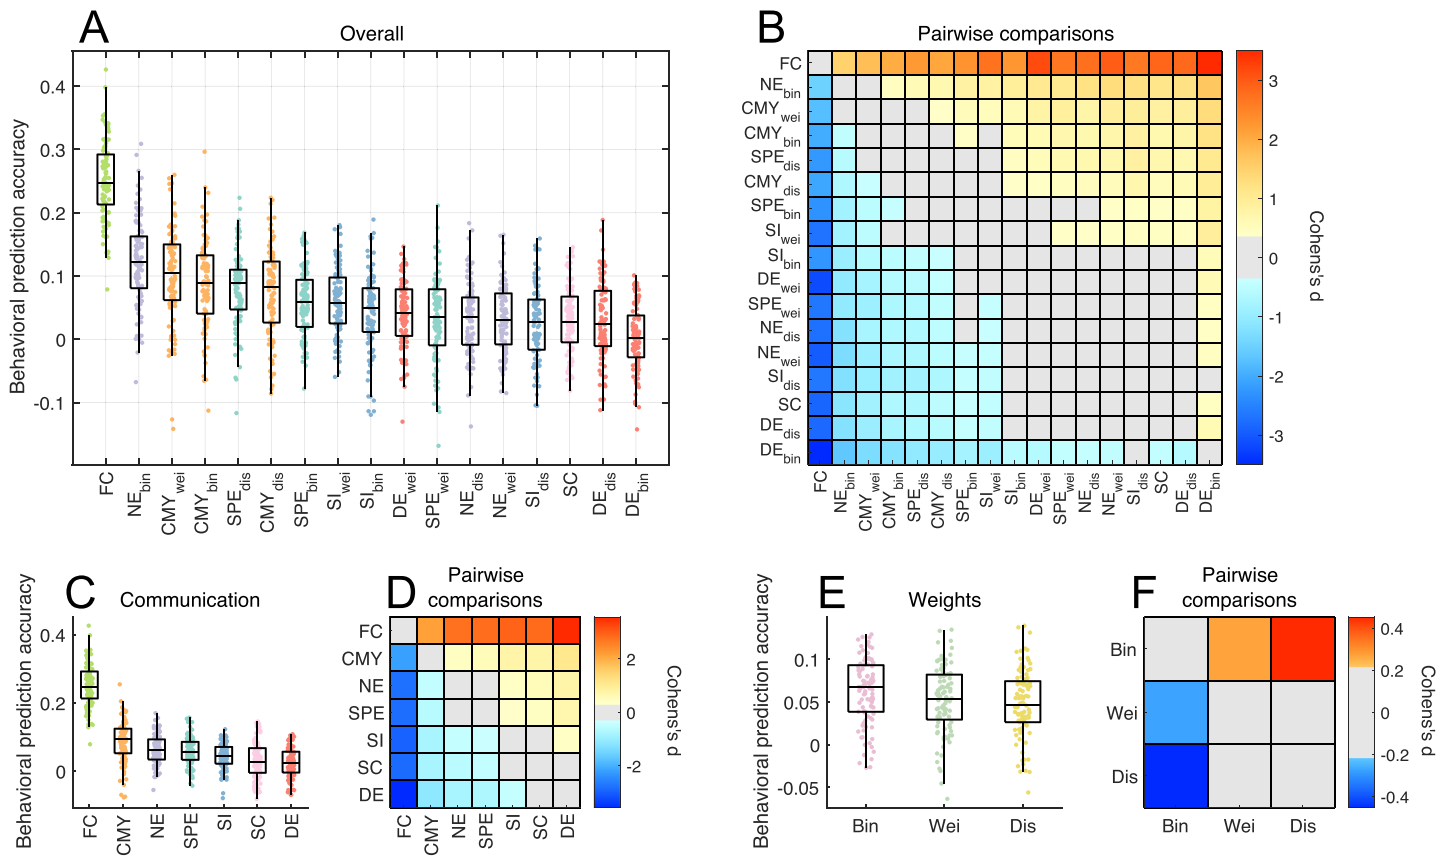 A
Overall
Behavioral prediction accuracy
0.4
0.3
0.2
0.1
0
-0.1
FC
NEbin
CMYwei
CMYbin
SPEdis
CMYdis
SPEbin
SIwei
SIbin
DEwei
SPEwei
NEdis
NEwei
SIdis
SC
DEdis
DEbin
B
Pairwise comparisons
FC
NEbin
CMYwei
CMYbin
SPEdis
CMYdis
SPEbin
SIwei
SIbin
DEwei
SPEwei
NEdis
NEwei
SIdis
SC
DEdis
DEbin
FC
NEbin
CMYwei
CMYbin
SPEdis
CMYdis
SPEbin
SIwei
SIbin
DEwei
SPEwei
NEdis
NEwei
SIdis
SC
DEdis
DEbin
3
2
1
0
-1
-2
-3
Cohens's d
C
Communication
Behavioral prediction accuracy
0.4
0.2
0
FC
CMY
NE
SPE
SI
SC
DE
D
Pairwise
comparisons
FC
CMY
NE
SPE
SI
SC
DE
FC
CMY
NE
SPE
SI
SC
DE
2
0
-2
Cohens's d
E
Weights
Behavioral prediction accuracy
0.1
0.05
0
-0.05
Bin
Wei
Dis
F
Pairwise
comparisons
Bin
Wei
Dis
Bin
Wei
Dis
0.4
0.2
0
-0.2
-0.4
Cohens's d